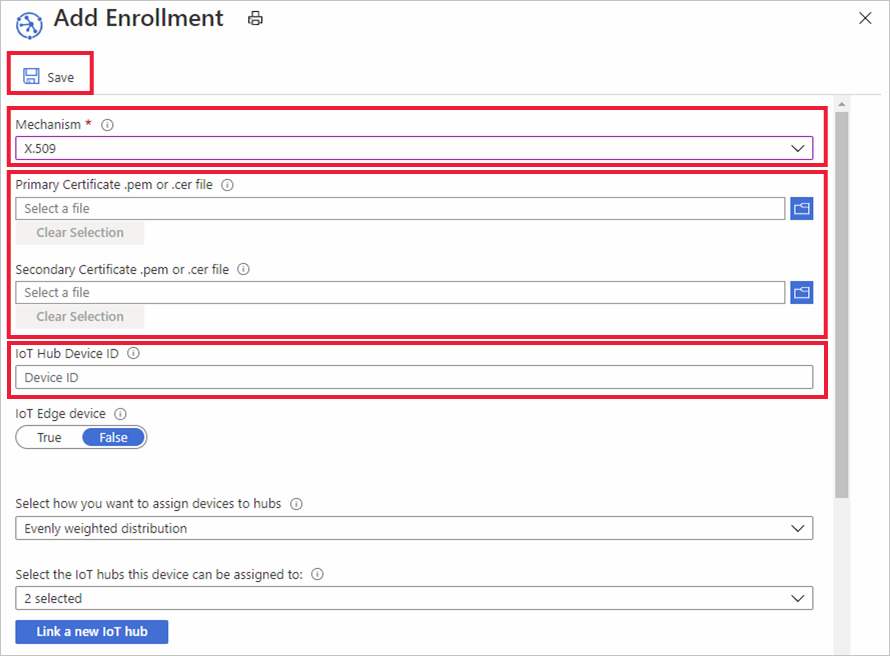 Add Enrollment
Save
Mechanism *
X.509
Primary Certificate .pem or .cer file
Select a file
Clear Selection
Secondary Certificate .pem or .cer file
Select a file
Clear Selection
IoT Hub Device ID
Device ID
IoT Edge device
True False
Select how you want to assign devices to hubs
Evenly weighted distribution
Select the IoT hubs this device can be assigned to:
2 selected
Link a new IoT hub